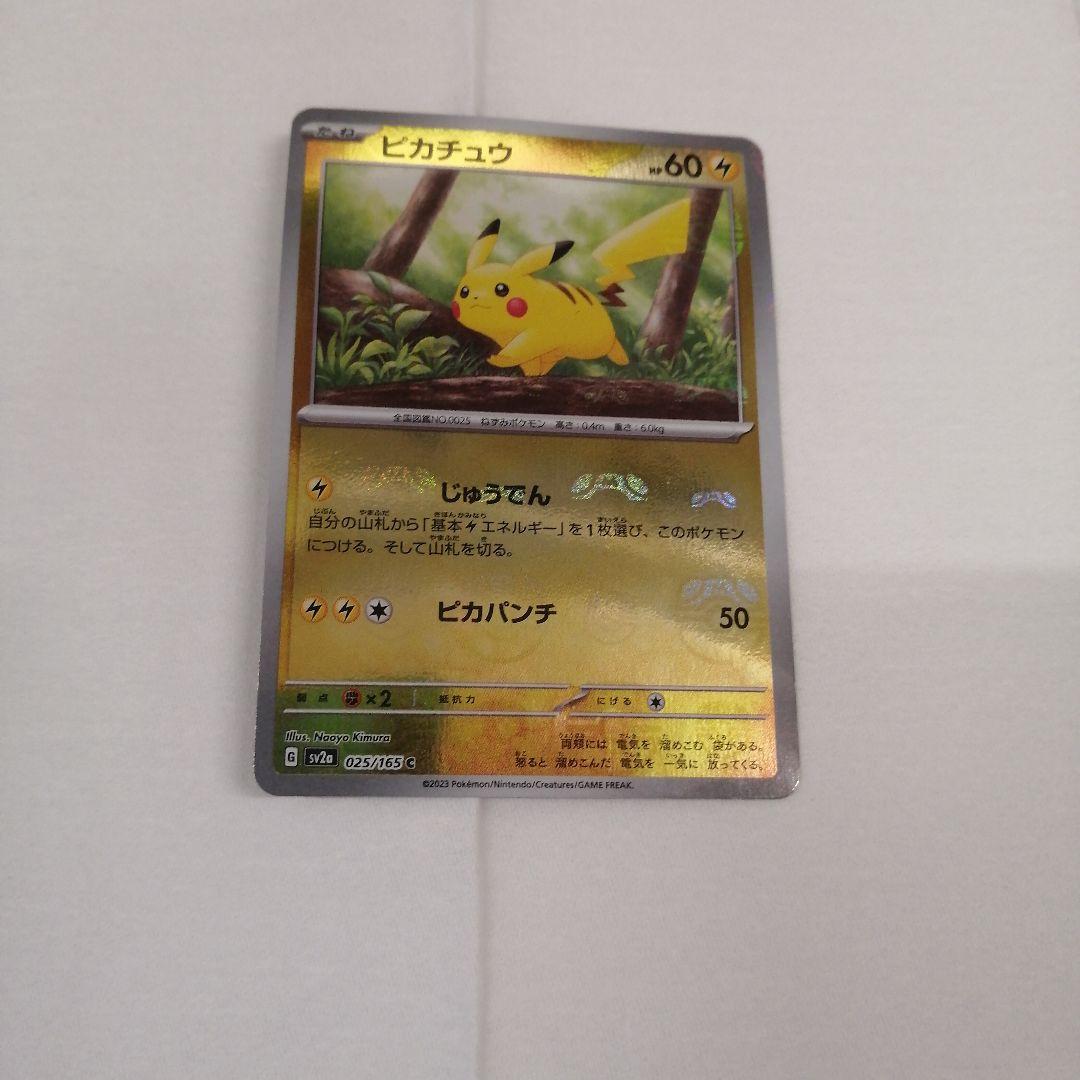 たね ピカチュウ HP60
全国図鑑NO.0025 ねずみポケモン 高さ:0.4m 重さ:6.0kg
じゅうでん
自分の山札から「基本エネルギー」を1枚選び、このポケモン
につける。そして山札を切る。
ピカパンチ 50
弱点 ×2 抵抗力 にげる
Illus. Naoyo Kimura
両頬には 電気を 溜めこむ 袋がある。
怒ると 溜めこんだ 電気を 一気に 放ってくる。
G sv2a 025/165 C
©2023 Pokémon/Nintendo/Creatures/GAME FREAK.